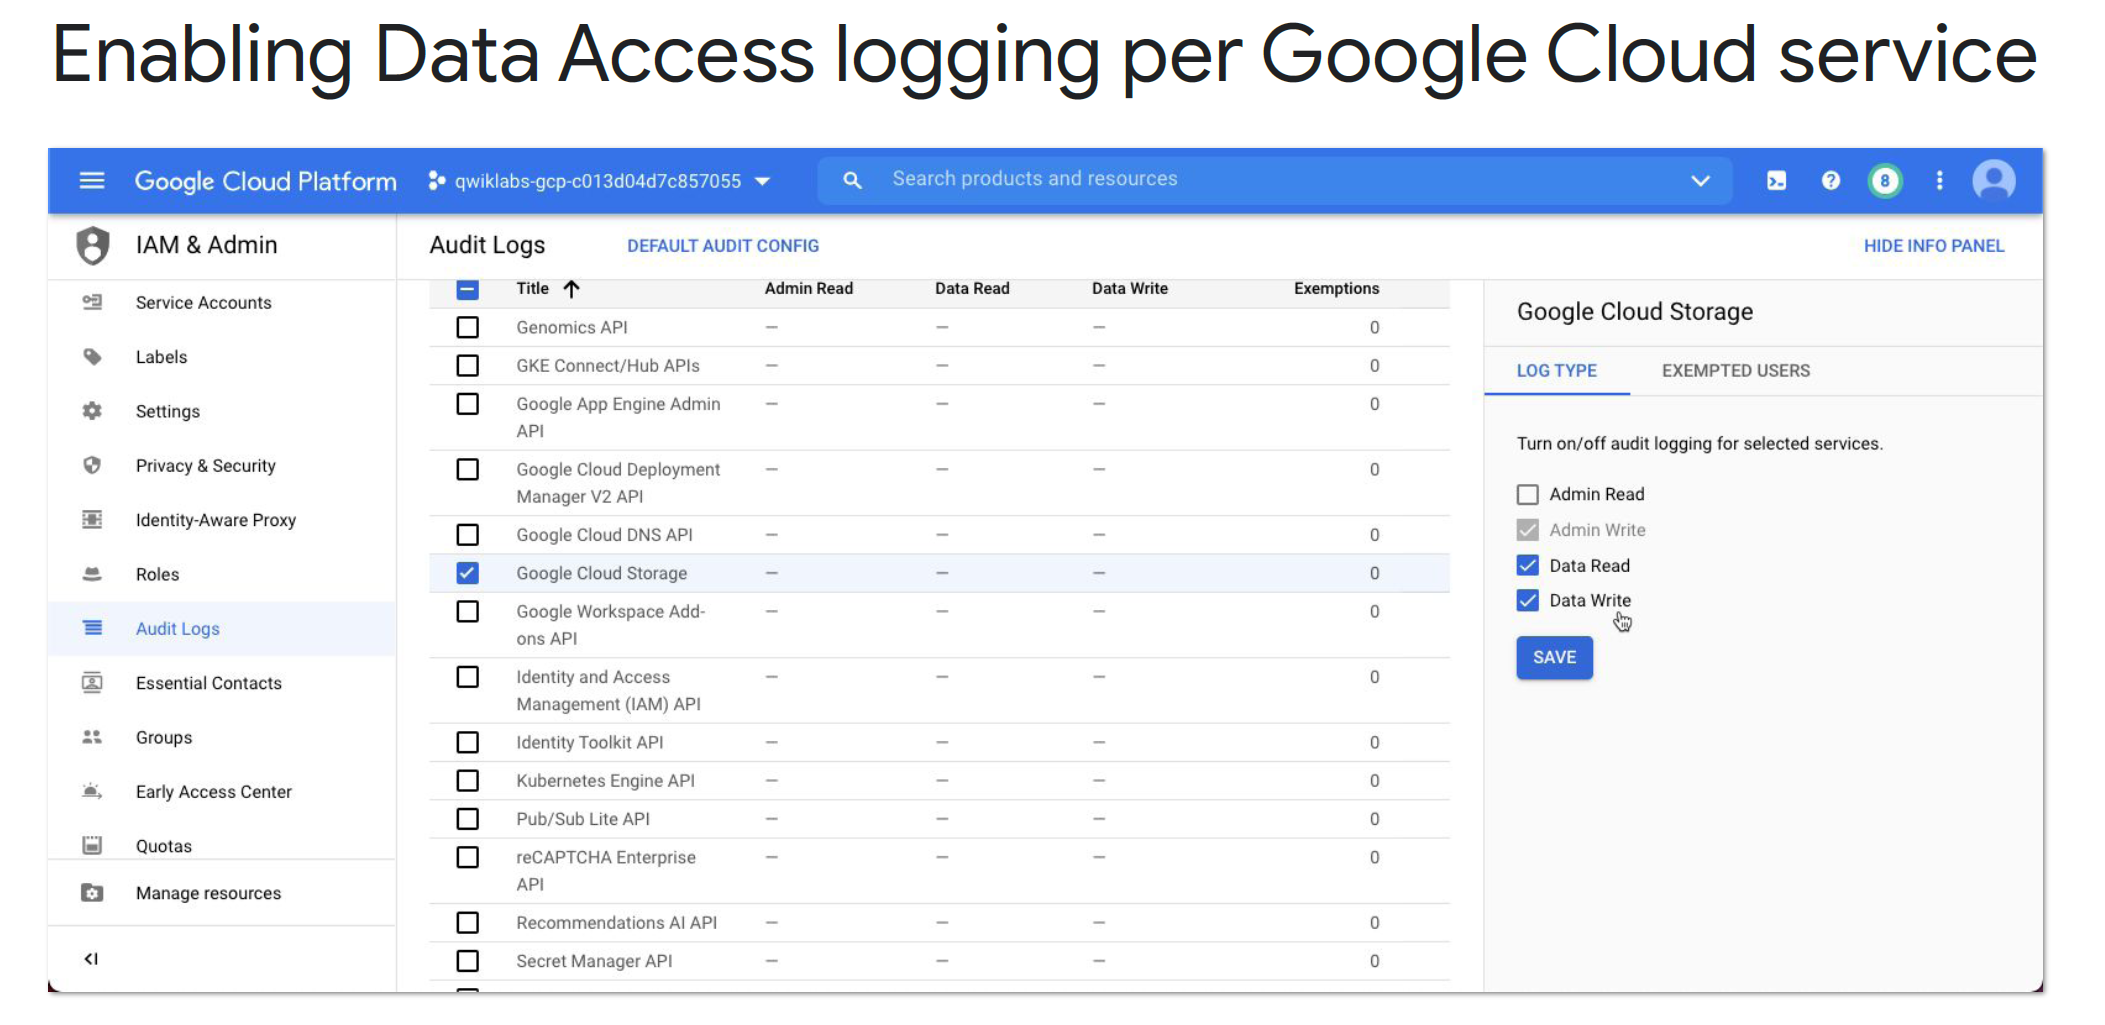 Enabling Data Access logging per Google Cloud service
Google Cloud Platform
qwiklabs-gcp-c013d04d7c857055
Search products and resources
8
IAM & Admin
Service Accounts
Labels
Settings
Privacy & Security
Identity-Aware Proxy
Roles
Audit Logs
Essential Contacts
Groups
Early Access Center
Quotas
Manage resources
Audit Logs
DEFAULT AUDIT CONFIG
HIDE INFO PANEL
Title Admin Read Data Read Data Write Exemptions
Genomics API — — — 0
GKE Connect/Hub APIs — — — 0
Google App Engine Admin — — — 0
API
Google Cloud Deployment — — — 0
Manager V2 API
Google Cloud DNS API — — — 0
Google Cloud Storage — — — 0
Google Workspace Add- — — — 0
ons API
Identity and Access — — — 0
Management (IAM) API
Identity Toolkit API — — — 0
Kubernetes Engine API — — — 0
Pub/Sub Lite API — — — 0
reCAPTCHA Enterprise — — — 0
API
Recommendations AI API — — — 0
Secret Manager API — — — 0
Google Cloud Storage
LOG TYPE
EXEMPTED USERS
Turn on/off audit logging for selected services.
Admin Read
Admin Write
Data Read
Data Write
SAVE